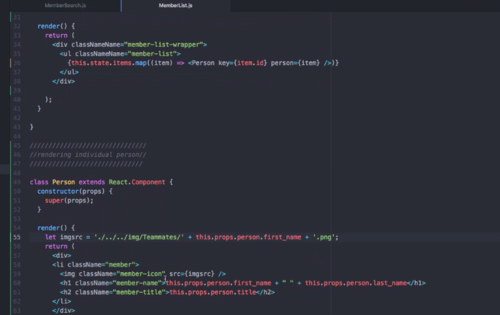 MemberSearch.js MemberList.js
31
32 render() {
33 return (
34 <div classNameName="member-list-wrapper">
35 <ul className="member-list">
36 {this.state.items.map((item) => <Person key={item.id} person={item} />)}
37 </ul>
38 </div>
39
40 );
41 }
42
43 }
44
45 ///////////////////////////////
46 //rendering individual person//
47 //////////////////////////////
48
49 class Person extends React.Component {
50 constructor(props) {
51 super(props);
52 }
53
54 render() {
55 let imgsrc = './../../img/Teammates/' + this.props.person.first_name + '.png';
56 return (
57 <div>
58 <li className="member">
59 <img className="member-icon" src={imgsrc} />
60 <h1 className="member-name">this.props.person.first_name + " " + this.props.person.last_name</h1>
61 <h2 className="member-title">this.props.person.title</h2>
62 </li>
63 </div>